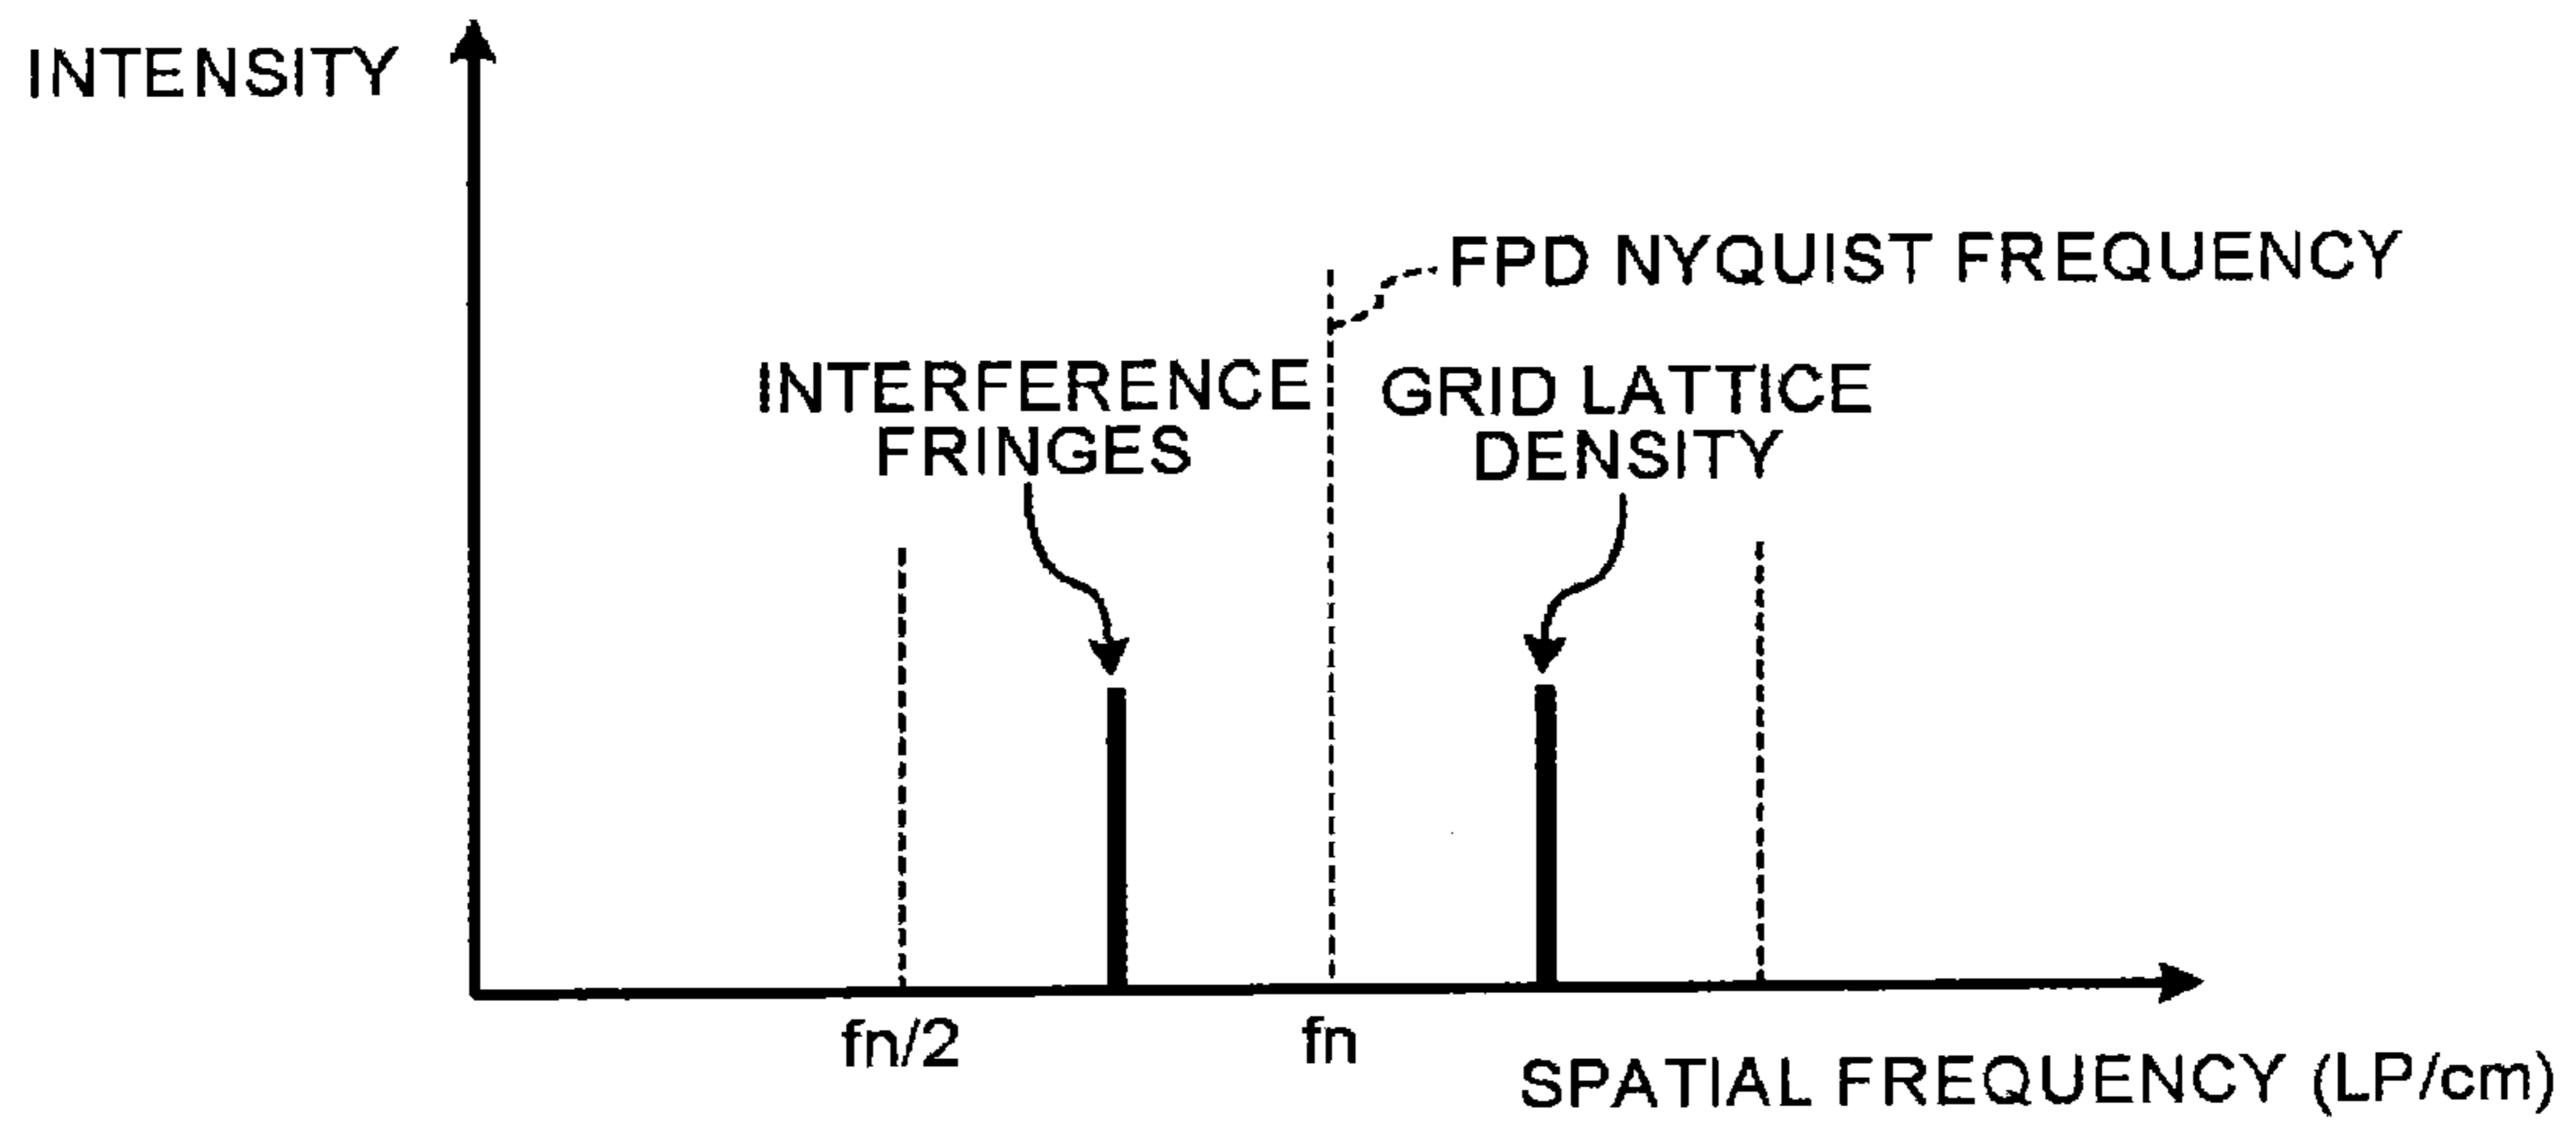 INTENSITY
FPD NYQUIST FREQUENCY
INTERFERENCE
FRINGES
GRID LATTICE
DENSITY
fn/2
fn
SPATIAL FREQUENCY (LP/cm)